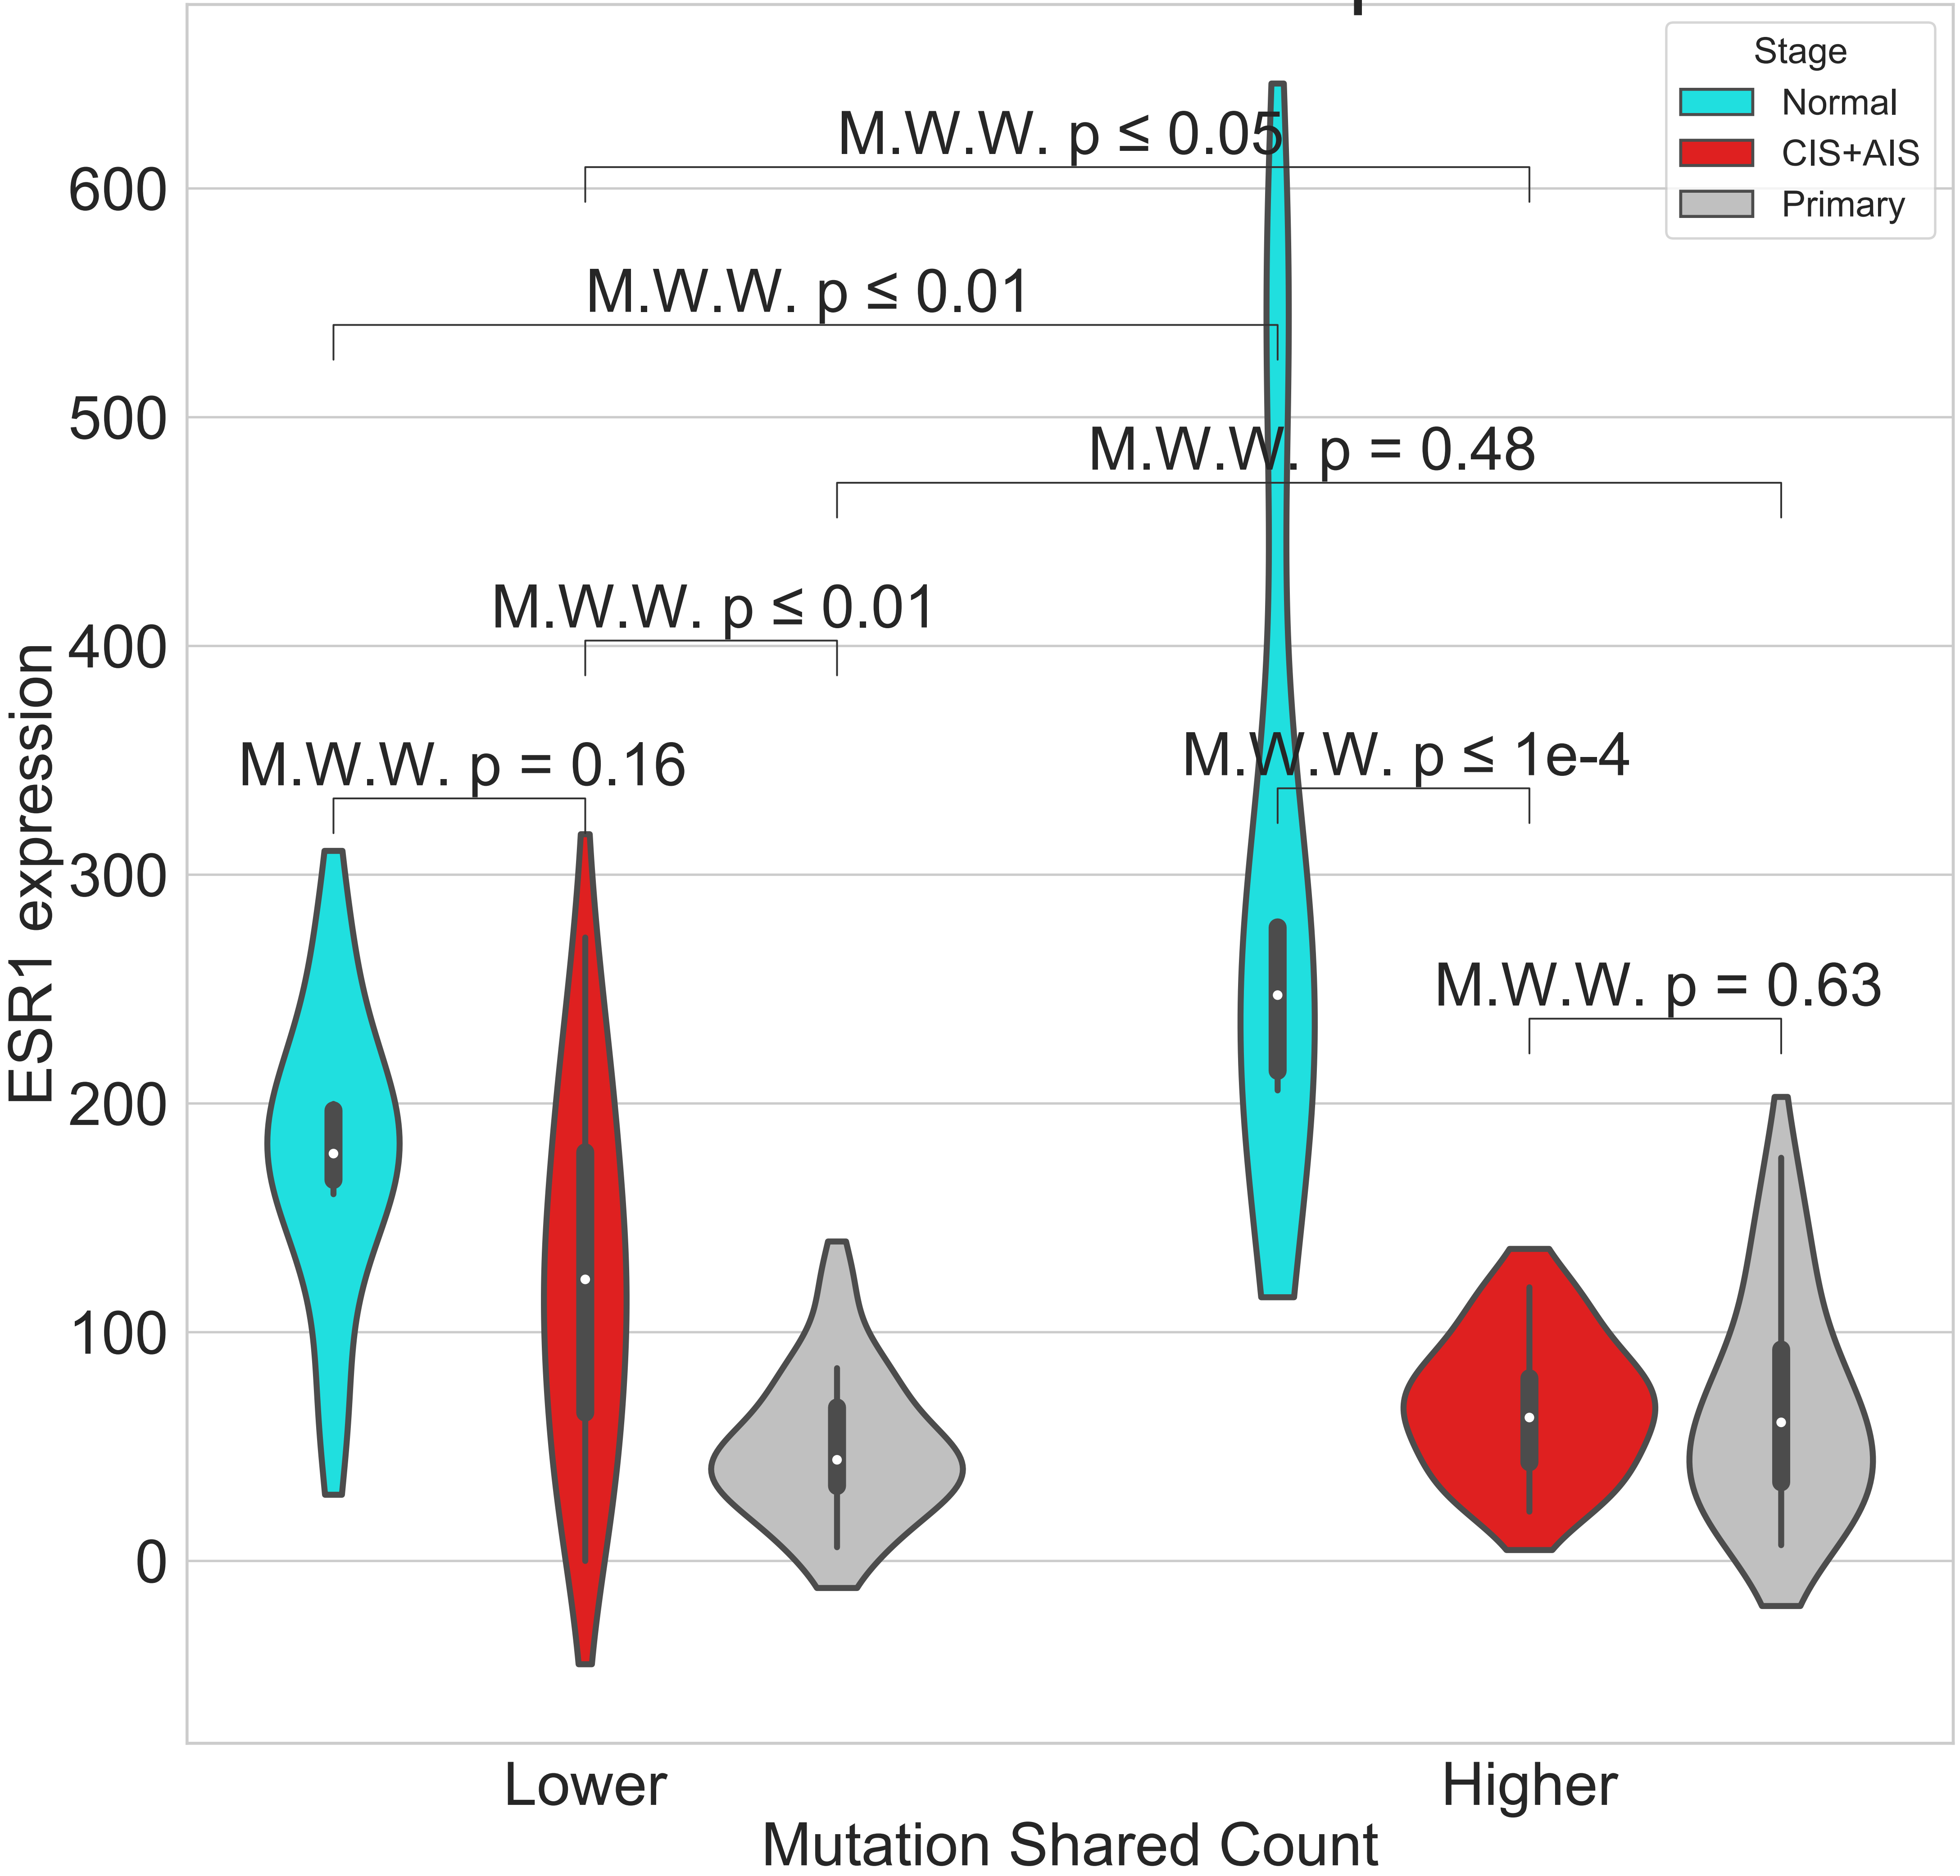 Stage
Normal
CIS+AIS
Primary
M.W.W. p ≤ 0.05
M.W.W. p ≤ 0.01
M.W.W. p = 0.48
M.W.W. p ≤ 0.01
M.W.W. p = 0.16
M.W.W. p ≤ 1e-4
M.W.W. p = 0.63
ESR1 expression
600
500
400
300
200
100
0
Lower
Higher
Mutation Shared Count